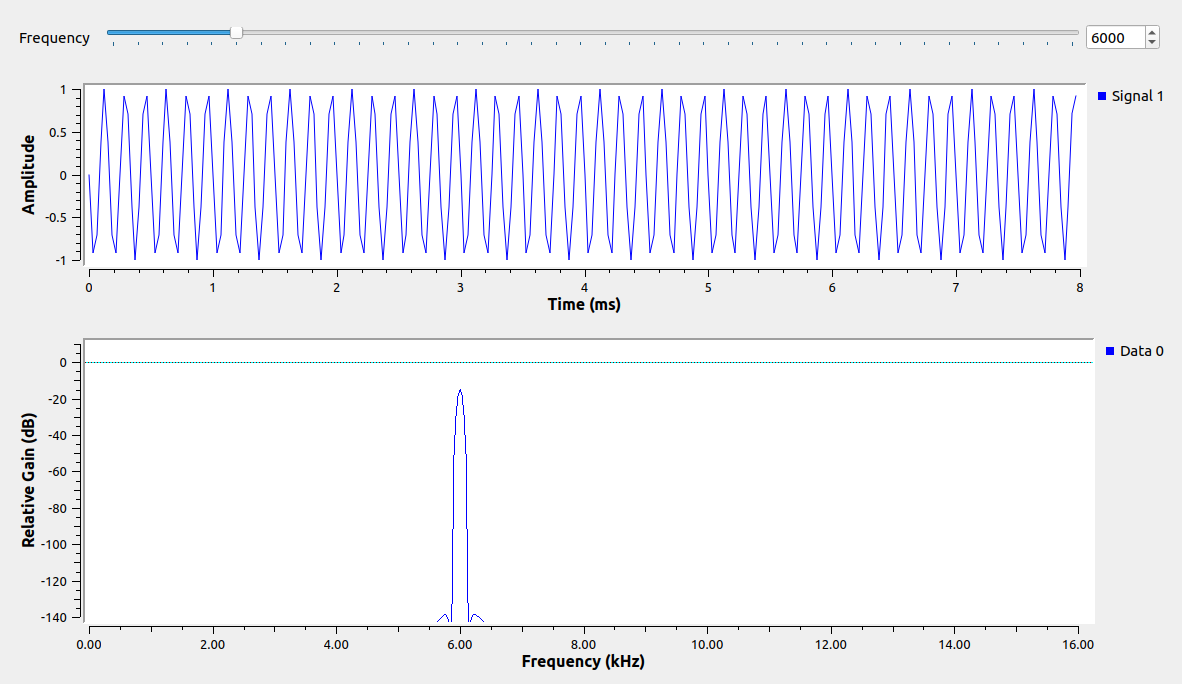 Frequency 6000
1
0.5
0
-0.5
-1
Amplitude
Signal 1
0 1 2 3 4 5 6 7 8
Time (ms)
0
-20
-40
-60
-80
-100
-120
-140
Relative Gain (dB)
Data 0
0.00 2.00 4.00 6.00 8.00 10.00 12.00 14.00 16.00
Frequency (kHz)